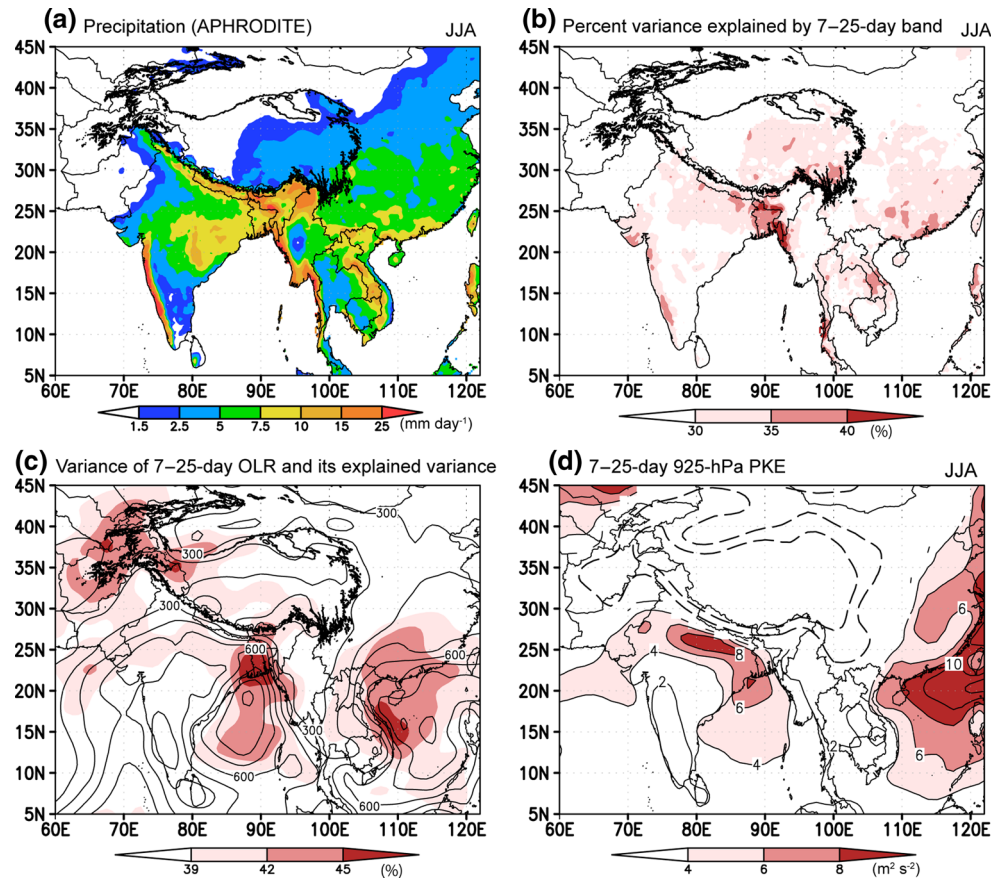 (a) Precipitation (APHRODITE) JJA
45N
40N
35N
30N
25N
20N
15N
10N
5N
60E 70E 80E 90E 100E 110E 120E
1.5 2.5 5 7.5 10 15 25 (mm day⁻¹)
(b) Percent variance explained by 7–25-day band JJA
45N
40N
35N
30N
25N
20N
15N
10N
5N
60E 70E 80E 90E 100E 110E 120E
30 35 40 (%)
(c) Variance of 7–25-day OLR and its explained variance
45N
40N
35N
30N
25N
20N
15N
10N
5N
300
300
300
600
600
300
600
600
60E 70E 80E 90E 100E 110E 120E
39 42 45 (%)
(d) 7–25-day 925-hPa PKE JJA
45N
40N
35N
30N
25N
20N
15N
10N
5N
6
4
8
10
2
6
2
6
4
60E 70E 80E 90E 100E 110E 120E
4 6 8 (m² s⁻²)